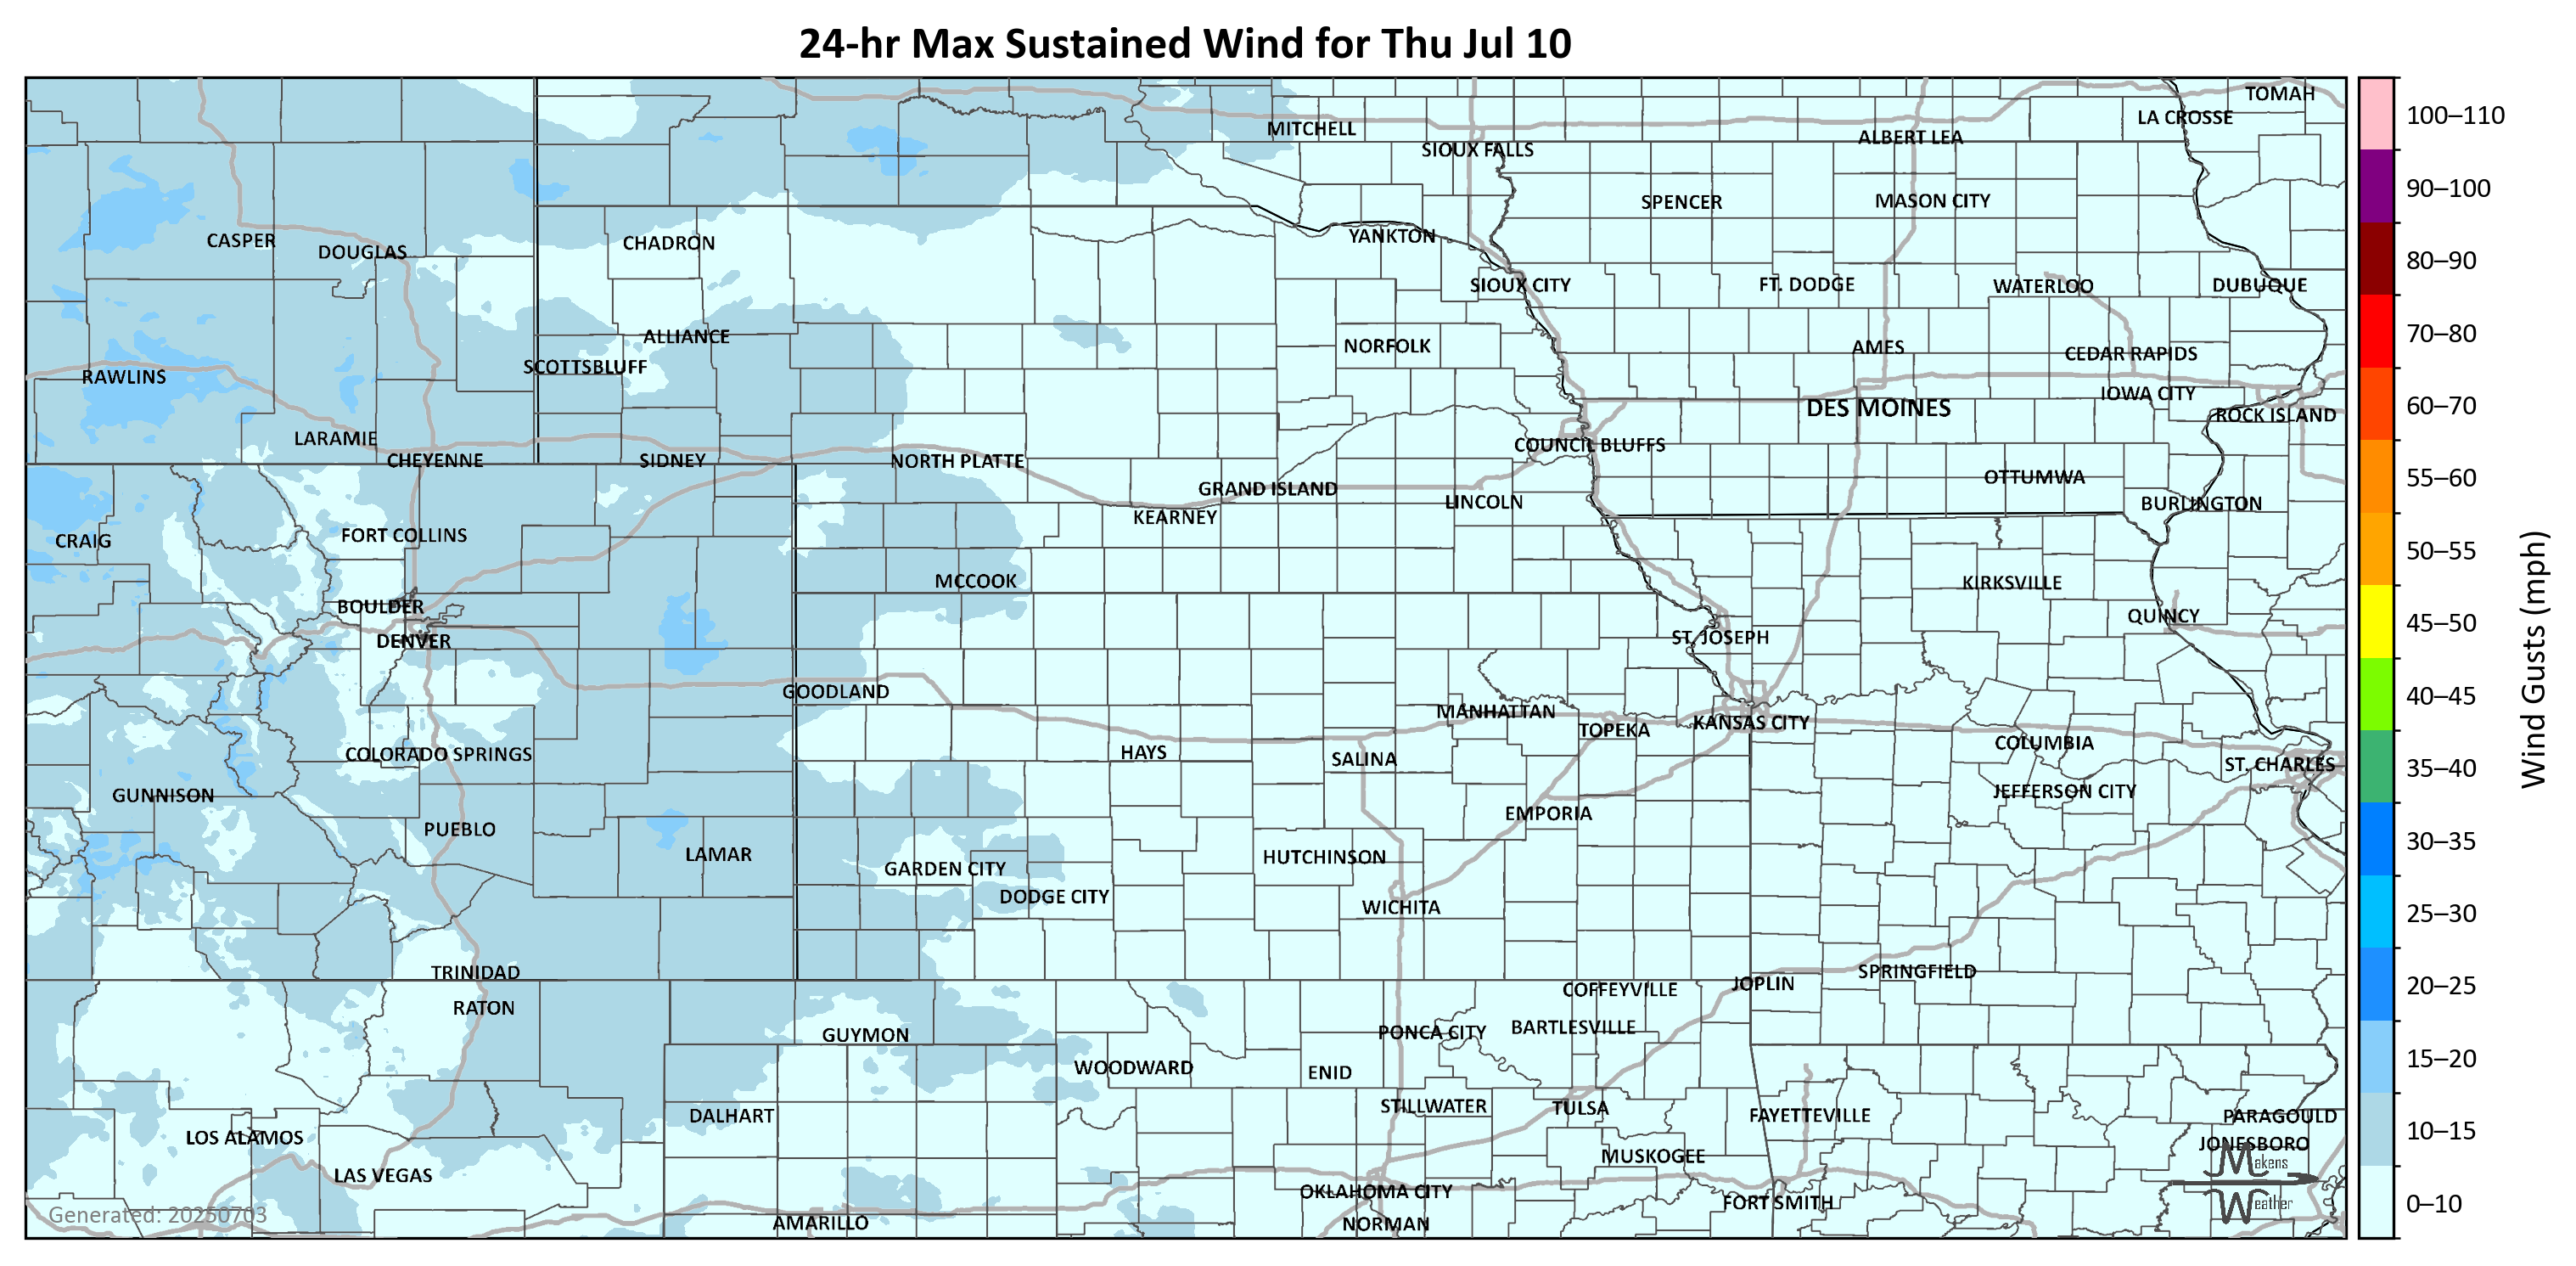 24-hr Max Sustained Wind for Thu Jul 10
TOMAH
LA CROSSE
MITCHELL
ALBERT LEA
SIOUX FALLS
SPENCER
MASON CITY
CASPER
DOUGLAS
CHADRON
YANKTON
SIOUX CITY
FT. DODGE
WATERLOO
DUBUQUE
ALLIANCE
NORFOLK
AMES
CEDAR RAPIDS
SCOTTSBLUFF
RAWLINS
IOWA CITY
DES MOINES
ROCK ISLAND
LARAMIE
COUNCIL BLUFFS
CHEYENNE
SIDNEY
NORTH PLATTE
OTTUMWA
GRAND ISLAND
LINCOLN
BURLINGTON
KEARNEY
FORT COLLINS
CRAIG
MCCOOK
KIRKSVILLE
BOULDER
QUINCY
DENVER
ST. JOSEPH
GOODLAND
MANHATTAN
TOPEKA
KANSAS CITY
COLORADO SPRINGS
HAYS
SALINA
COLUMBIA
ST. CHARLES
GUNNISON
JEFFERSON CITY
EMPORIA
PUEBLO
LAMAR
GARDEN CITY
HUTCHINSON
DODGE CITY
WICHITA
TRINIDAD
SPRINGFIELD
JOPLIN
COFFEYVILLE
RATON
GUYMON
PONCA CITY
BARTLESVILLE
WOODWARD
ENID
DALHART
STILLWATER
TULSA
FAYETTEVILLE
PARAGOULD
LOS ALAMOS
JONESBORO
MUSKOGEE
LAS VEGAS
OKLAHOMA CITY
FORT SMITH
AMARILLO
NORMAN
Generated: 20250703
Makens
Weather
100–110
90–100
80–90
70–80
60–70
55–60
50–55
45–50
40–45
35–40
30–35
25–30
20–25
15–20
10–15
0–10
Wind Gusts (mph)